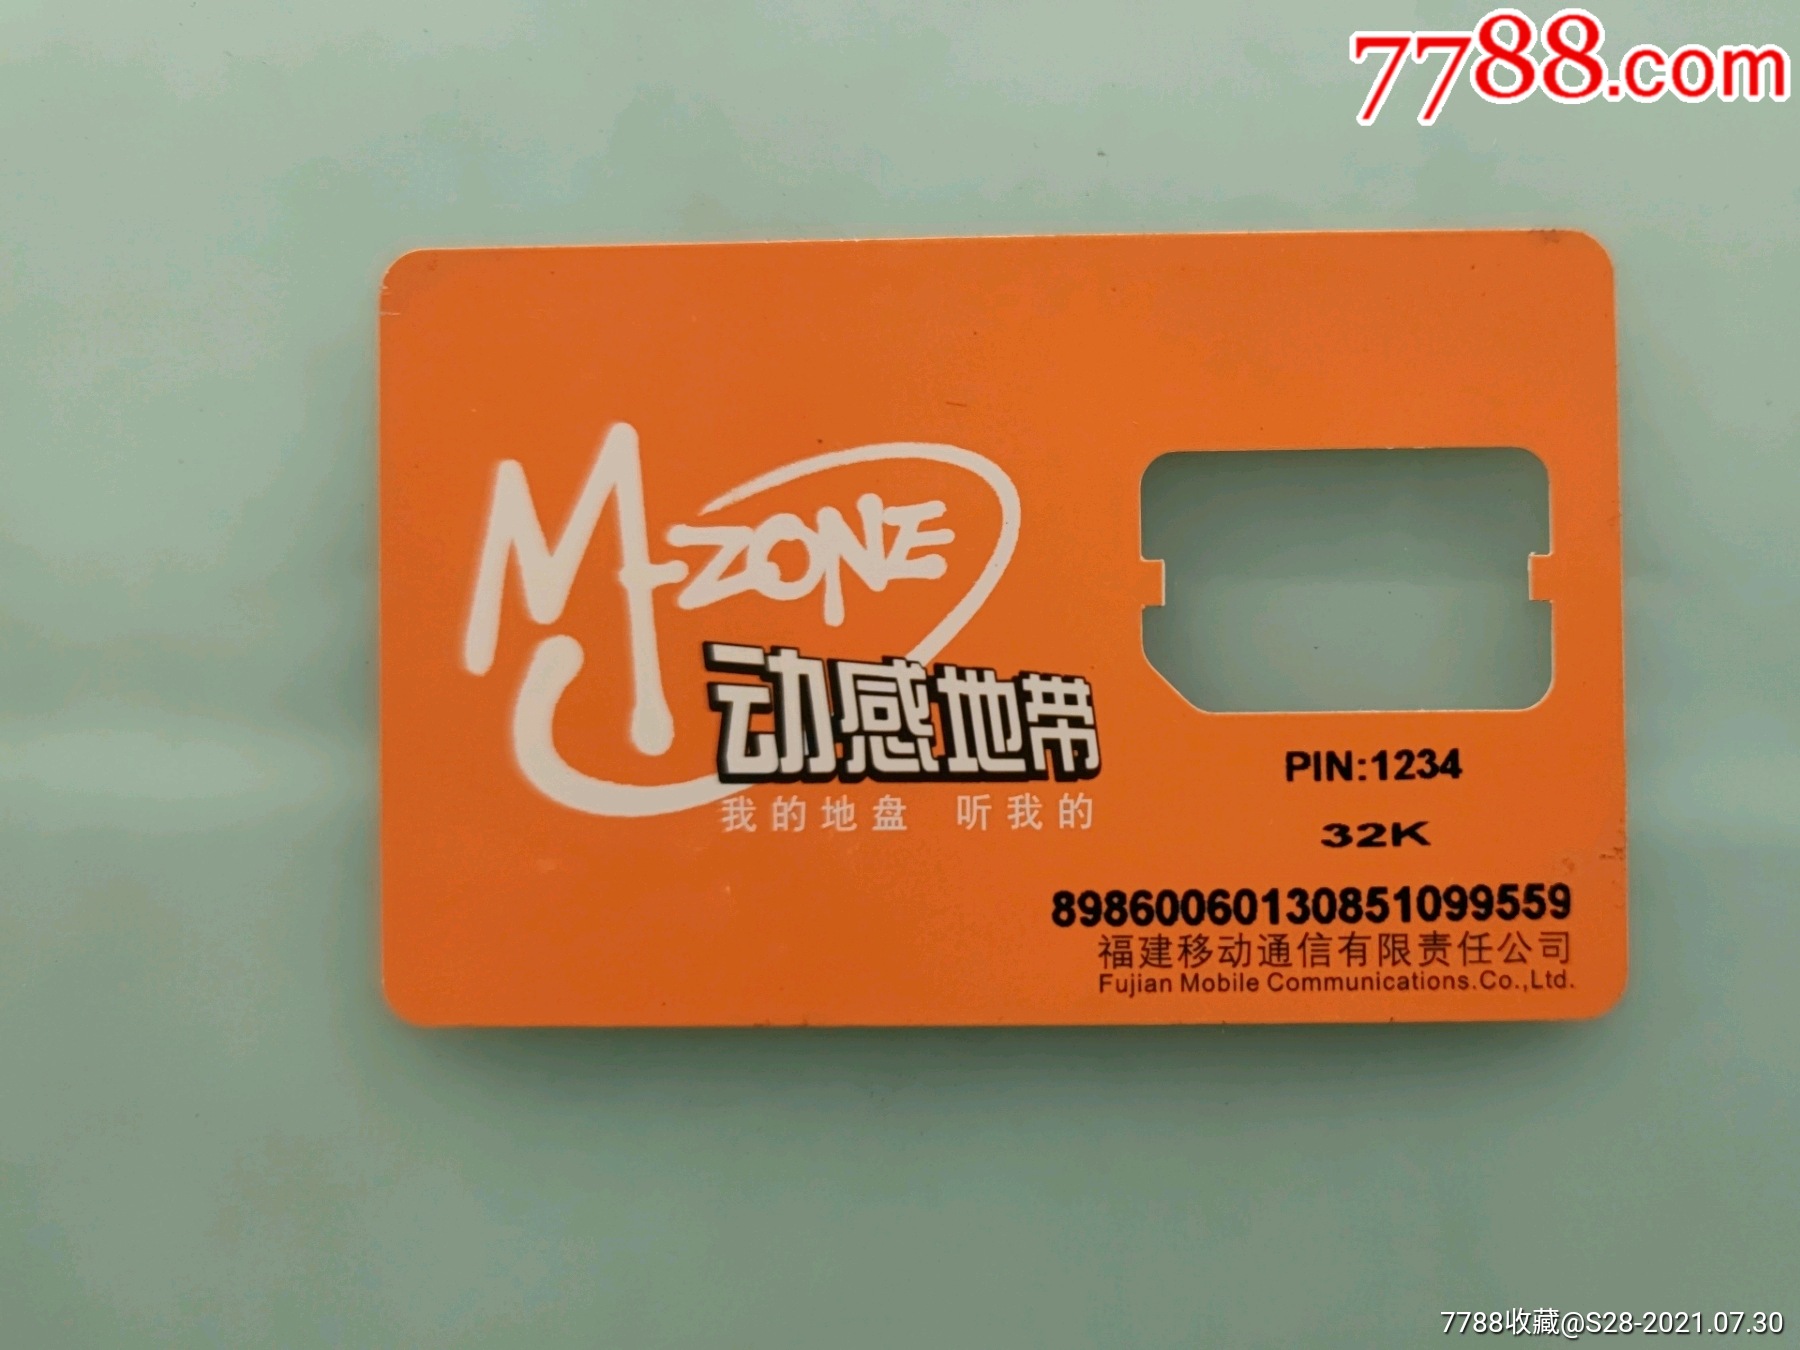 7788.com
M-ZONE
动感地带
我的地盘 听我的
PIN:1234
32K
89860060130851099559
福建移动通信有限责任公司
Fujian Mobile Communications.Co.,Ltd.
7788收藏@S28-2021.07.30